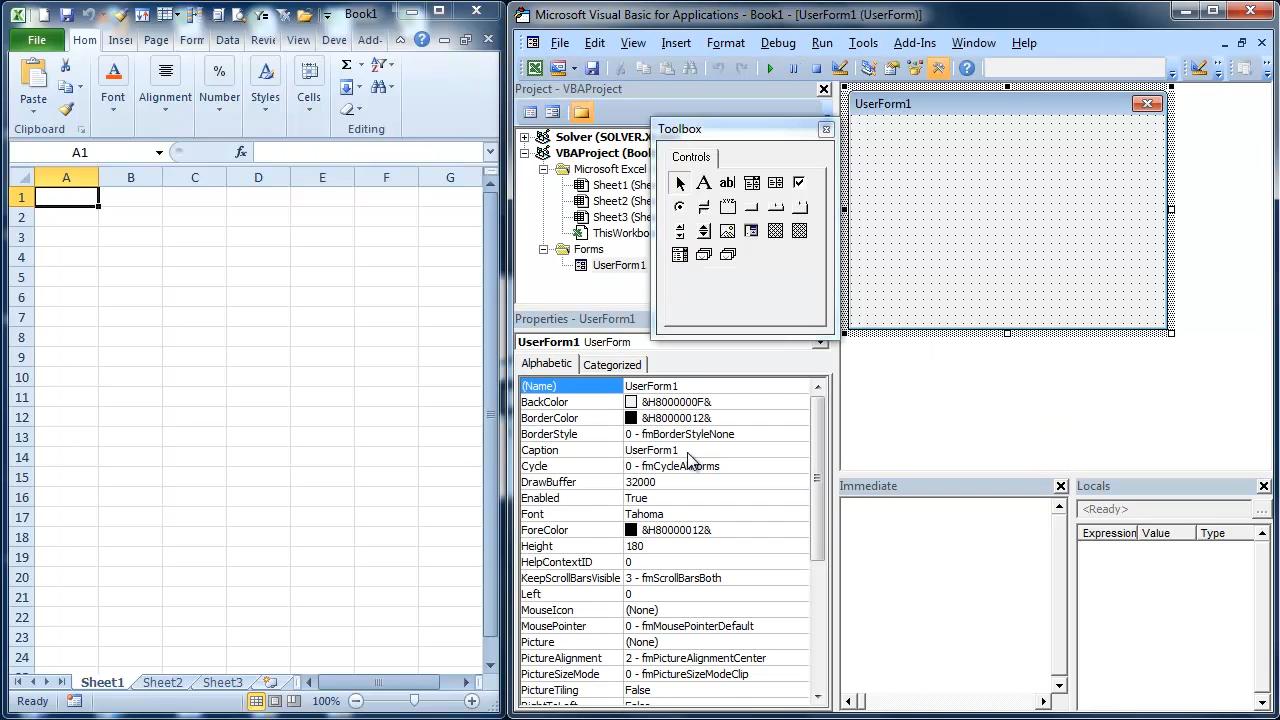 Book1
File Hom Inser Page Form Data Revie View Deve Add-
Paste Font Alignment Number Styles Cells
Clipboard Editing
A1 fx
A B C D E F G
1
2
3
4
5
6
7
8
9
10
11
12
13
14
15
16
17
18
19
20
21
22
23
24
Sheet1 Sheet2 Sheet3
Ready 100%
Microsoft Visual Basic for Applications - Book1 - [UserForm1 (UserForm)]
File Edit View Insert Format Debug Run Tools Add-Ins Window Help
Project - VBAProject
Solver (SOLVER.X
VBAProject (Boo
Microsoft Excel
Sheet1 (She
Sheet2 (She
Sheet3 (She
ThisWorkbo
Forms
UserForm1
Toolbox
Controls
A ab|
UserForm1
Properties - UserForm1
UserForm1 UserForm
Alphabetic Categorized
(Name) UserForm1
BackColor &H8000000F&
BorderColor &H80000012&
BorderStyle 0 - fmBorderStyleNone
Caption UserForm1
Cycle 0 - fmCycleAllForms
DrawBuffer 32000
Enabled True
Font Tahoma
ForeColor &H80000012&
Height 180
HelpContextID 0
KeepScrollBarsVisible 3 - fmScrollBarsBoth
Left 0
MouseIcon (None)
MousePointer 0 - fmMousePointerDefault
Picture (None)
PictureAlignment 2 - fmPictureAlignmentCenter
PictureSizeMode 0 - fmPictureSizeModeClip
PictureTiling False
RightToLeft False
Immediate
Locals
<Ready> ...
Expression Value Type